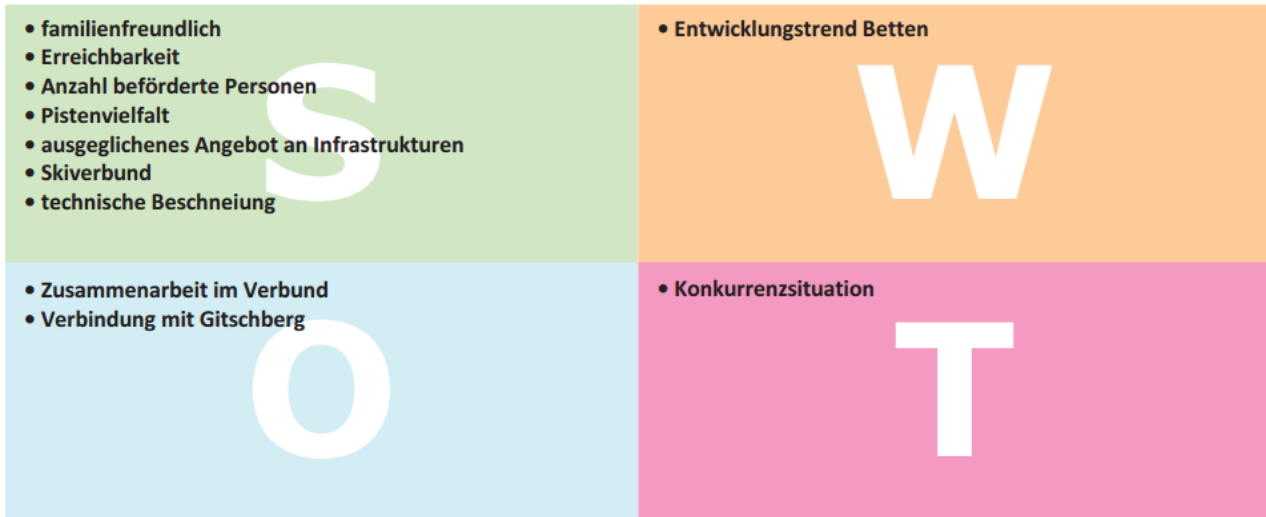 • familienfreundlich
• Erreichbarkeit
• Anzahl beförderte Personen
• Pistenvielfalt
• ausgeglichenes Angebot an Infrastrukturen
• Skiverbund
• technische Beschneiung
S
• Entwicklungstrend Betten
W
• Zusammenarbeit im Verbund
• Verbindung mit Gitschberg
O
• Konkurrenzsituation
T